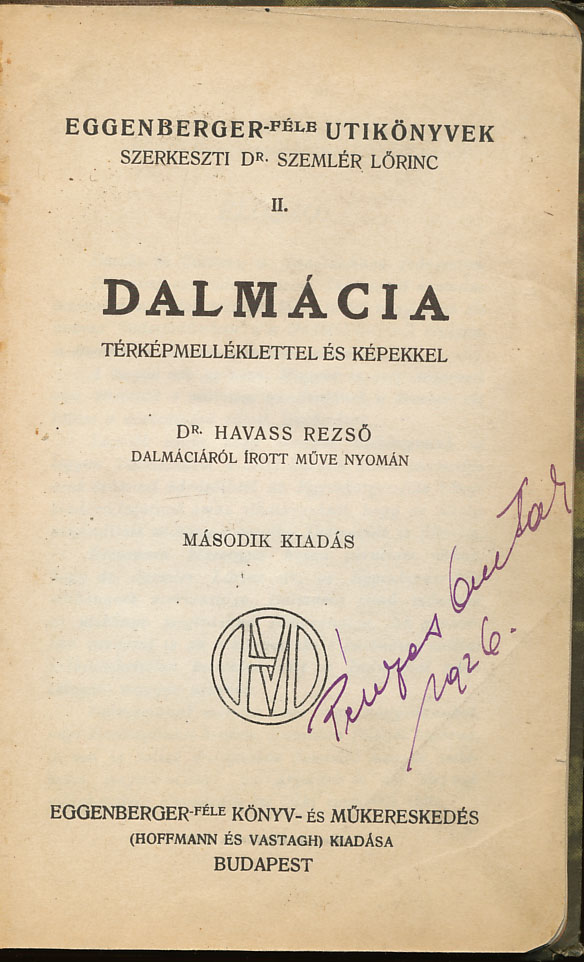 EGGENBERGER-FÉLE UTIKÖNYVEK
SZERKESZTI DR. SZEMLÉR LŐRINC
II.
DALMÁCIA
TÉRKÉPMELLÉKLETTEL ÉS KÉPEKKEL
DR. HAVASS REZSŐ
DALMÁCIÁRÓL ÍROTT MŰVE NYOMÁN
MÁSODIK KIADÁS
1926.
EGGENBERGER-FÉLE KÖNYV- ÉS MŰKERESKEDÉS
(HOFFMANN ÉS VASTAGH) KIADÁSA
BUDAPEST